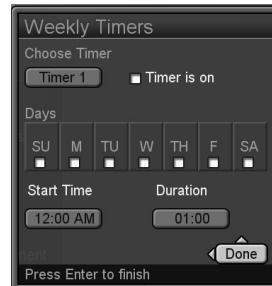 Weekly Timers
Choose Timer
Timer 1 Timer is on
Days
SU M TU W TH F SA
Start Time Duration
12:00 AM 01:00
Done
Press Enter to finish